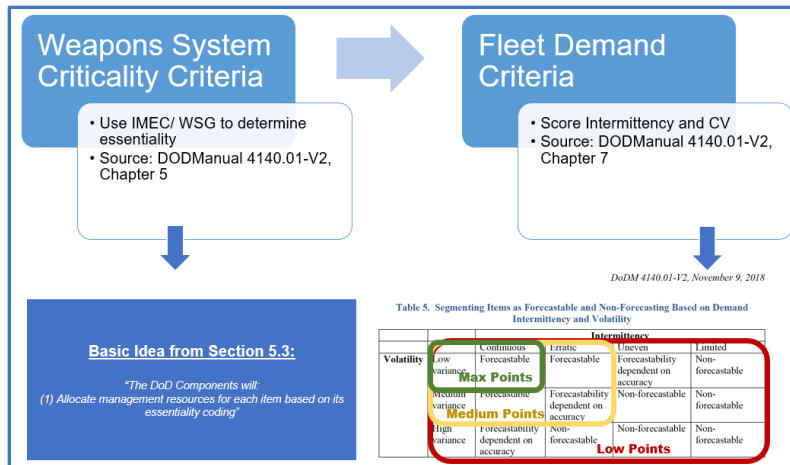 Weapons System
Criticality Criteria
• Use IMEC/ WSG to determine
essentiality
• Source: DODManual 4140.01-V2,
Chapter 5
Fleet Demand
Criteria
• Score Intermittency and CV
• Source: DODManual 4140.01-V2,
Chapter 7
Basic Idea from Section 5.3:
"The DoD Components will:
(1) Allocate management resources for each item based on its
essentiality coding"
DoDM 4140.01-V2, November 9, 2018
Table 5. Segmenting Items as Forecastable and Non-Forecasting Based on Demand
Intermittency and Volatility
Intermittency
Continuous Erratic Uneven Limited
Volatility Low Forecastable Forecastable Forecastability Non-
variance dependent on forecastable
accuracy
Max Points
Medium Forecastable Forecastability Non-forecastable Non-
variance dependent on forecastable
accuracy
Medium Points
High Forecastability Non- Non-forecastable Non-
variance dependent on forecastable forecastable
accuracy
Low Points